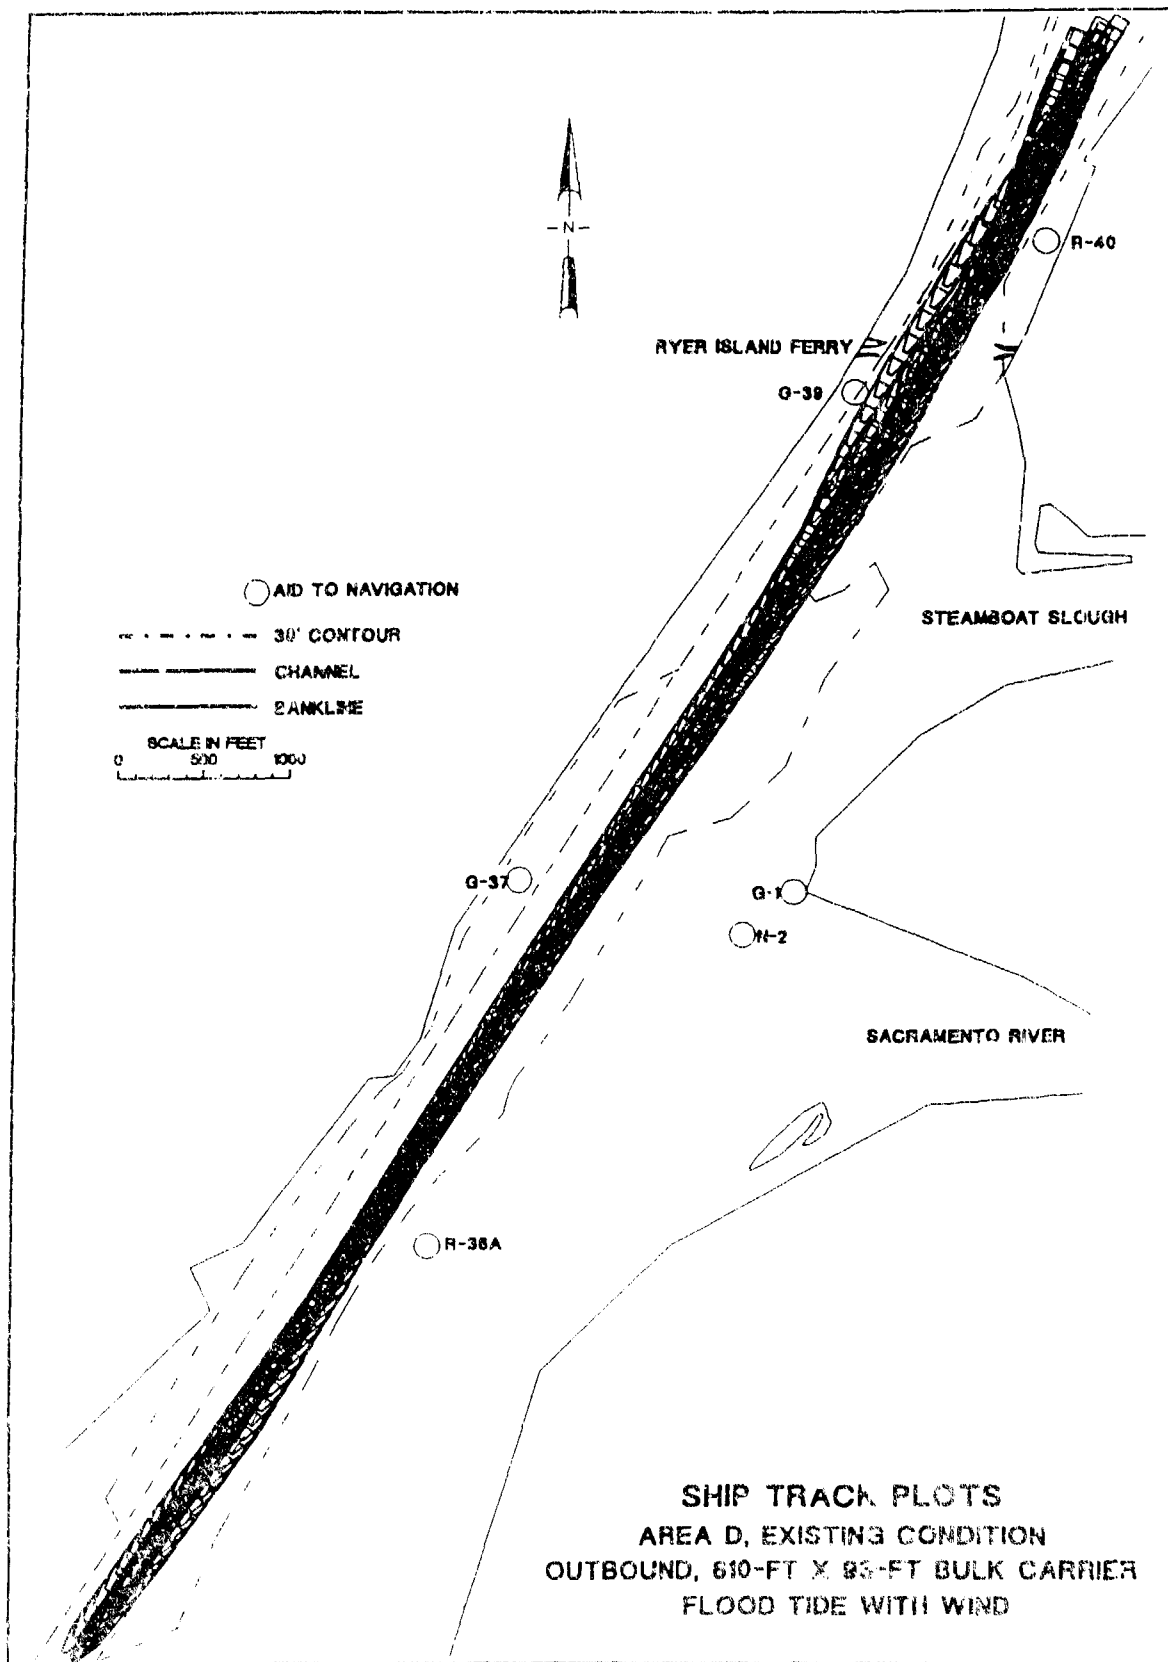 -N-
R-40
RYER ISLAND FERRY
G-39
AID TO NAVIGATION
30' CONTOUR
CHANNEL
BANKLINE
SCALE IN FEET
0 500 1000
STEAMBOAT SLOUGH
G-37
G-1
N-2
SACRAMENTO RIVER
SHIP TRACK PLOTS
AREA D, EXISTING CONDITION
OUTBOUND, 610-FT X FT BULK CARRIER
FLOOD TIDE WITH WIND